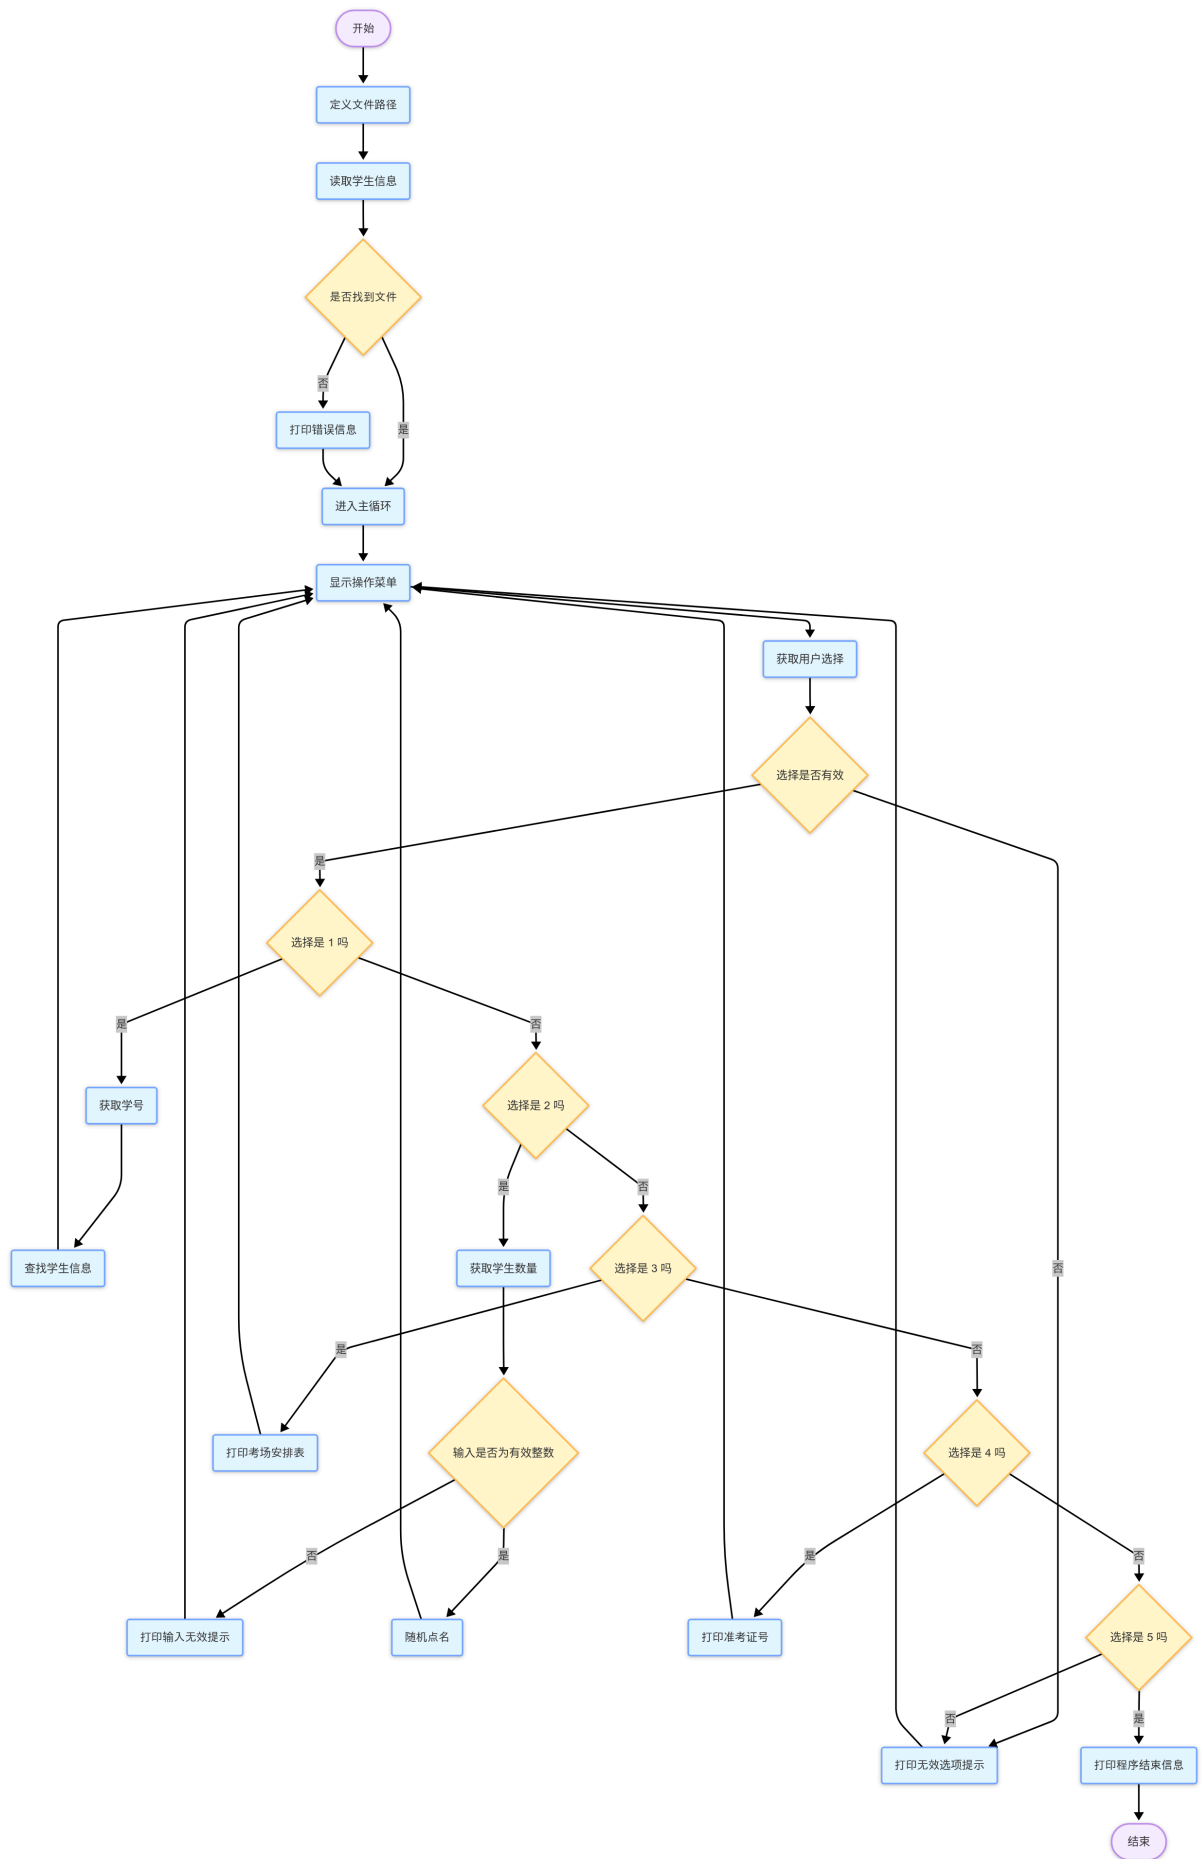 开始
定义文件路径
读取学生信息
是否找到文件
否
是
打印错误信息
进入主循环
显示操作菜单
获取用户选择
选择是否有效
是
选择是 1 吗
是
否
获取学号
选择是 2 吗
是
否
查找学生信息
获取学生数量
选择是 3 吗
否
是
否
打印考场安排表
输入是否为有效整数
选择是 4 吗
否
是
是
否
打印输入无效提示
随机点名
打印准考证号
选择是 5 吗
否
是
打印无效选项提示
打印程序结束信息
结束